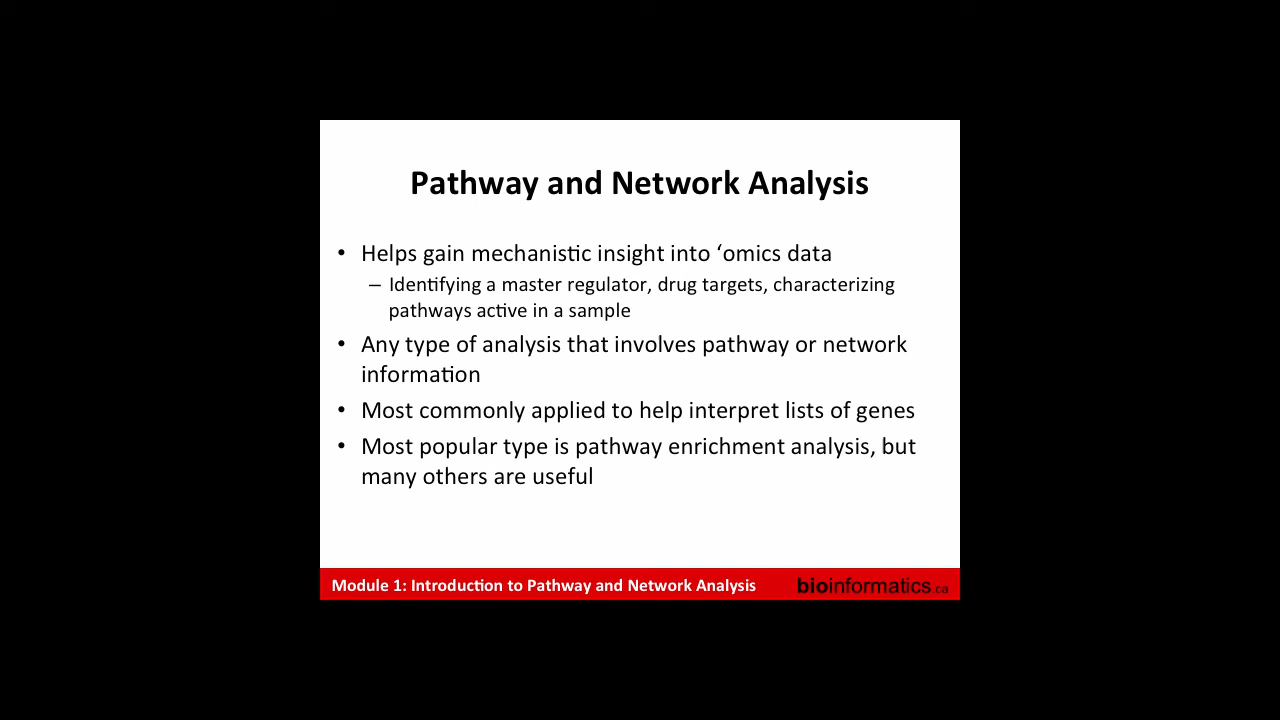 Pathway and Network Analysis
• Helps gain mechanistic insight into ‘omics data
– Identifying a master regulator, drug targets, characterizing
pathways active in a sample
• Any type of analysis that involves pathway or network
information
• Most commonly applied to help interpret lists of genes
• Most popular type is pathway enrichment analysis, but
many others are useful
Module 1: Introduction to Pathway and Network Analysis bioinformatics.ca